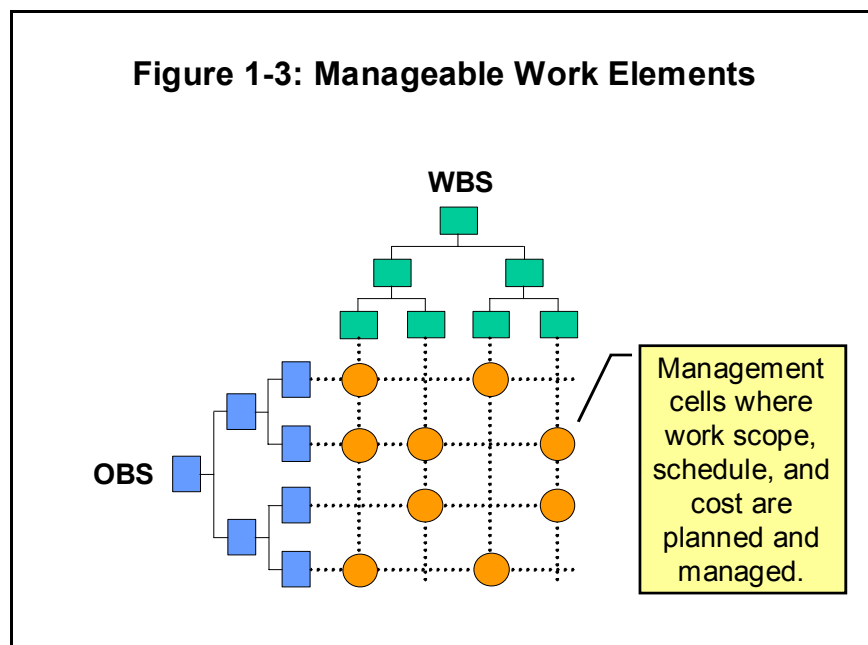 Figure 1-3: Manageable Work Elements
WBS
OBS
Management
cells where
work scope,
schedule, and
cost are
planned and
managed.